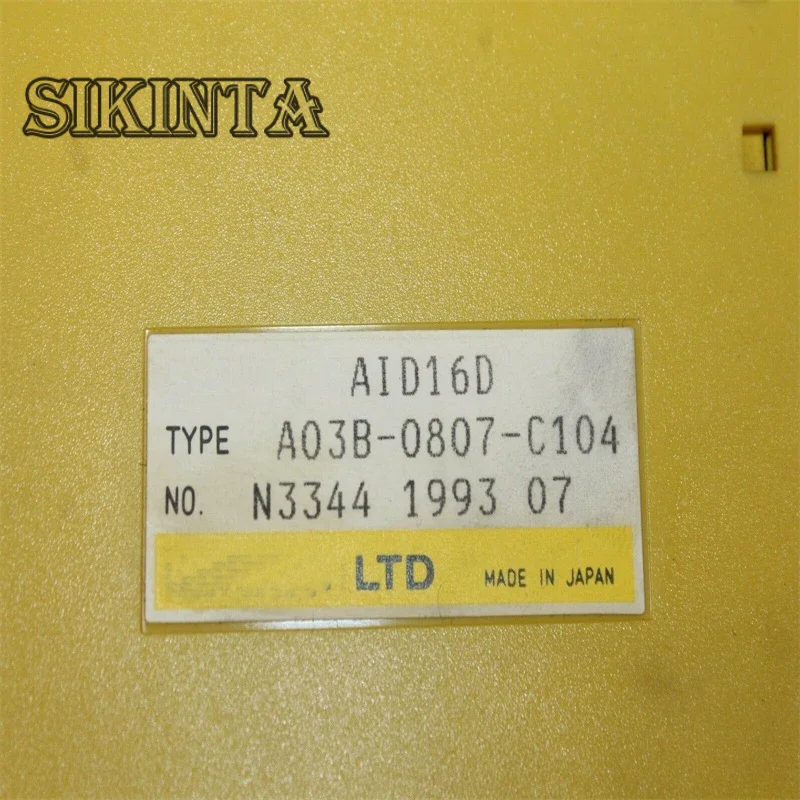 SIKINTA
AID16D
TYPE A03B-0807-C104
NO. N3344 1993 07
LTD MADE IN JAPAN